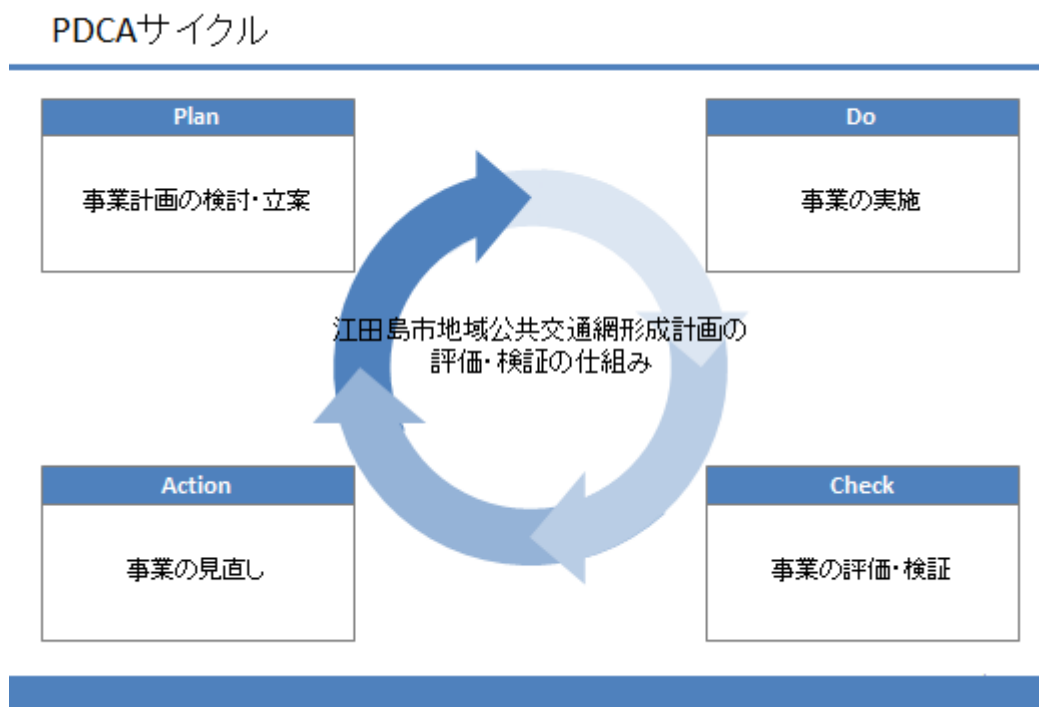 PDCAサイクル
Plan
事業計画の検討・立案
Do
事業の実施
江田島市地域公共交通網形成計画の
評価・検証の仕組み
Action
事業の見直し
Check
事業の評価・検証